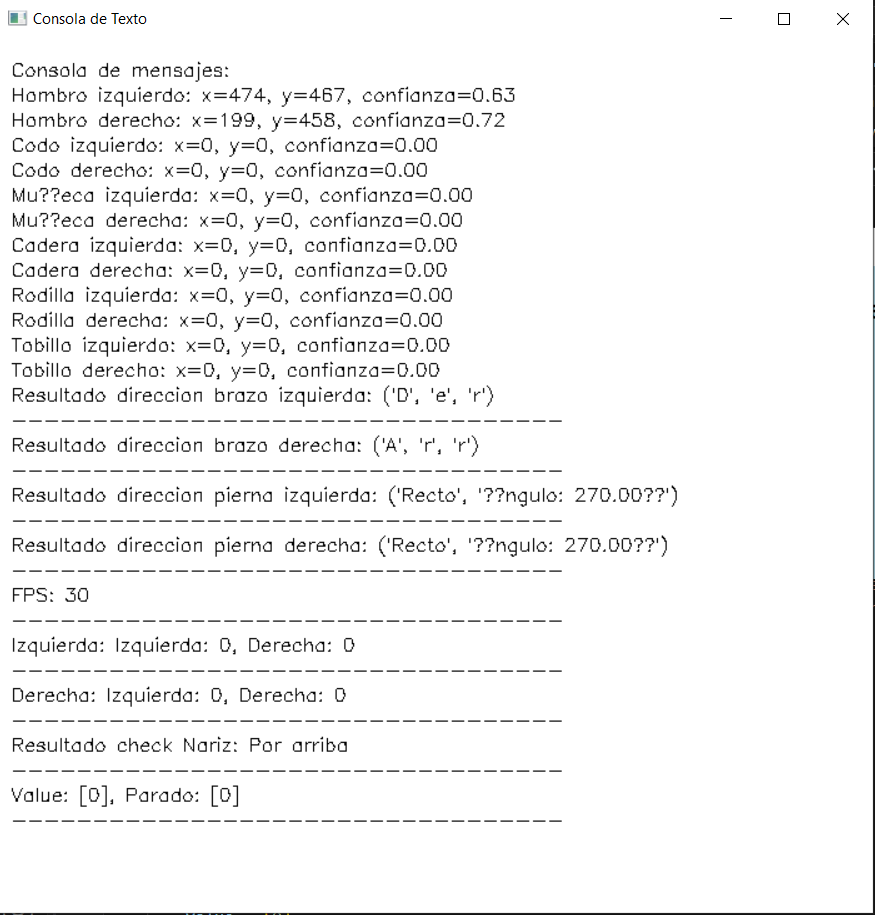 Consola de Texto
Consola de mensajes:
Hombro izquierdo: x=474, y=467, confianza=0.63
Hombro derecho: x=199, y=458, confianza=0.72
Codo izquierdo: x=0, y=0, confianza=0.00
Codo derecho: x=0, y=0, confianza=0.00
Mu??eca izquierda: x=0, y=0, confianza=0.00
Mu??eca derecha: x=0, y=0, confianza=0.00
Cadera izquierda: x=0, y=0, confianza=0.00
Cadera derecha: x=0, y=0, confianza=0.00
Rodilla izquierda: x=0, y=0, confianza=0.00
Rodilla derecha: x=0, y=0, confianza=0.00
Tobillo izquierdo: x=0, y=0, confianza=0.00
Tobillo derecho: x=0, y=0, confianza=0.00
Resultado direccion brazo izquierda: ('D', 'e', 'r')
----------------------------------
Resultado direccion brazo derecha: ('A', 'r', 'r')
----------------------------------
Resultado direccion pierna izquierda: ('Recto', '??ngulo: 270.00??')
----------------------------------
Resultado direccion pierna derecha: ('Recto', '??ngulo: 270.00??')
----------------------------------
FPS: 30
----------------------------------
Izquierda: Izquierda: 0, Derecha: 0
----------------------------------
Derecha: Izquierda: 0, Derecha: 0
----------------------------------
Resultado check Nariz: Por arriba
----------------------------------
Value: [0], Parado: [0]
----------------------------------